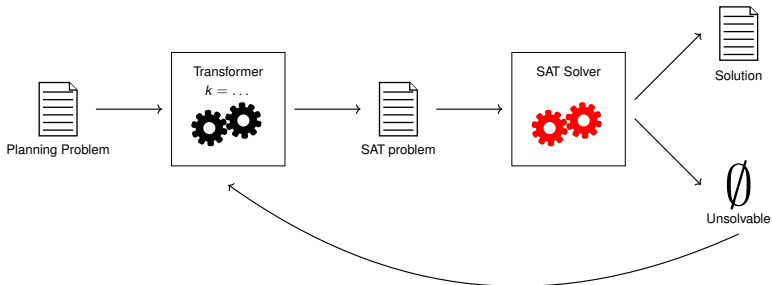 Planning Problem
Transformer
k = ...
SAT problem
SAT Solver
Solution
∅
Unsolvable